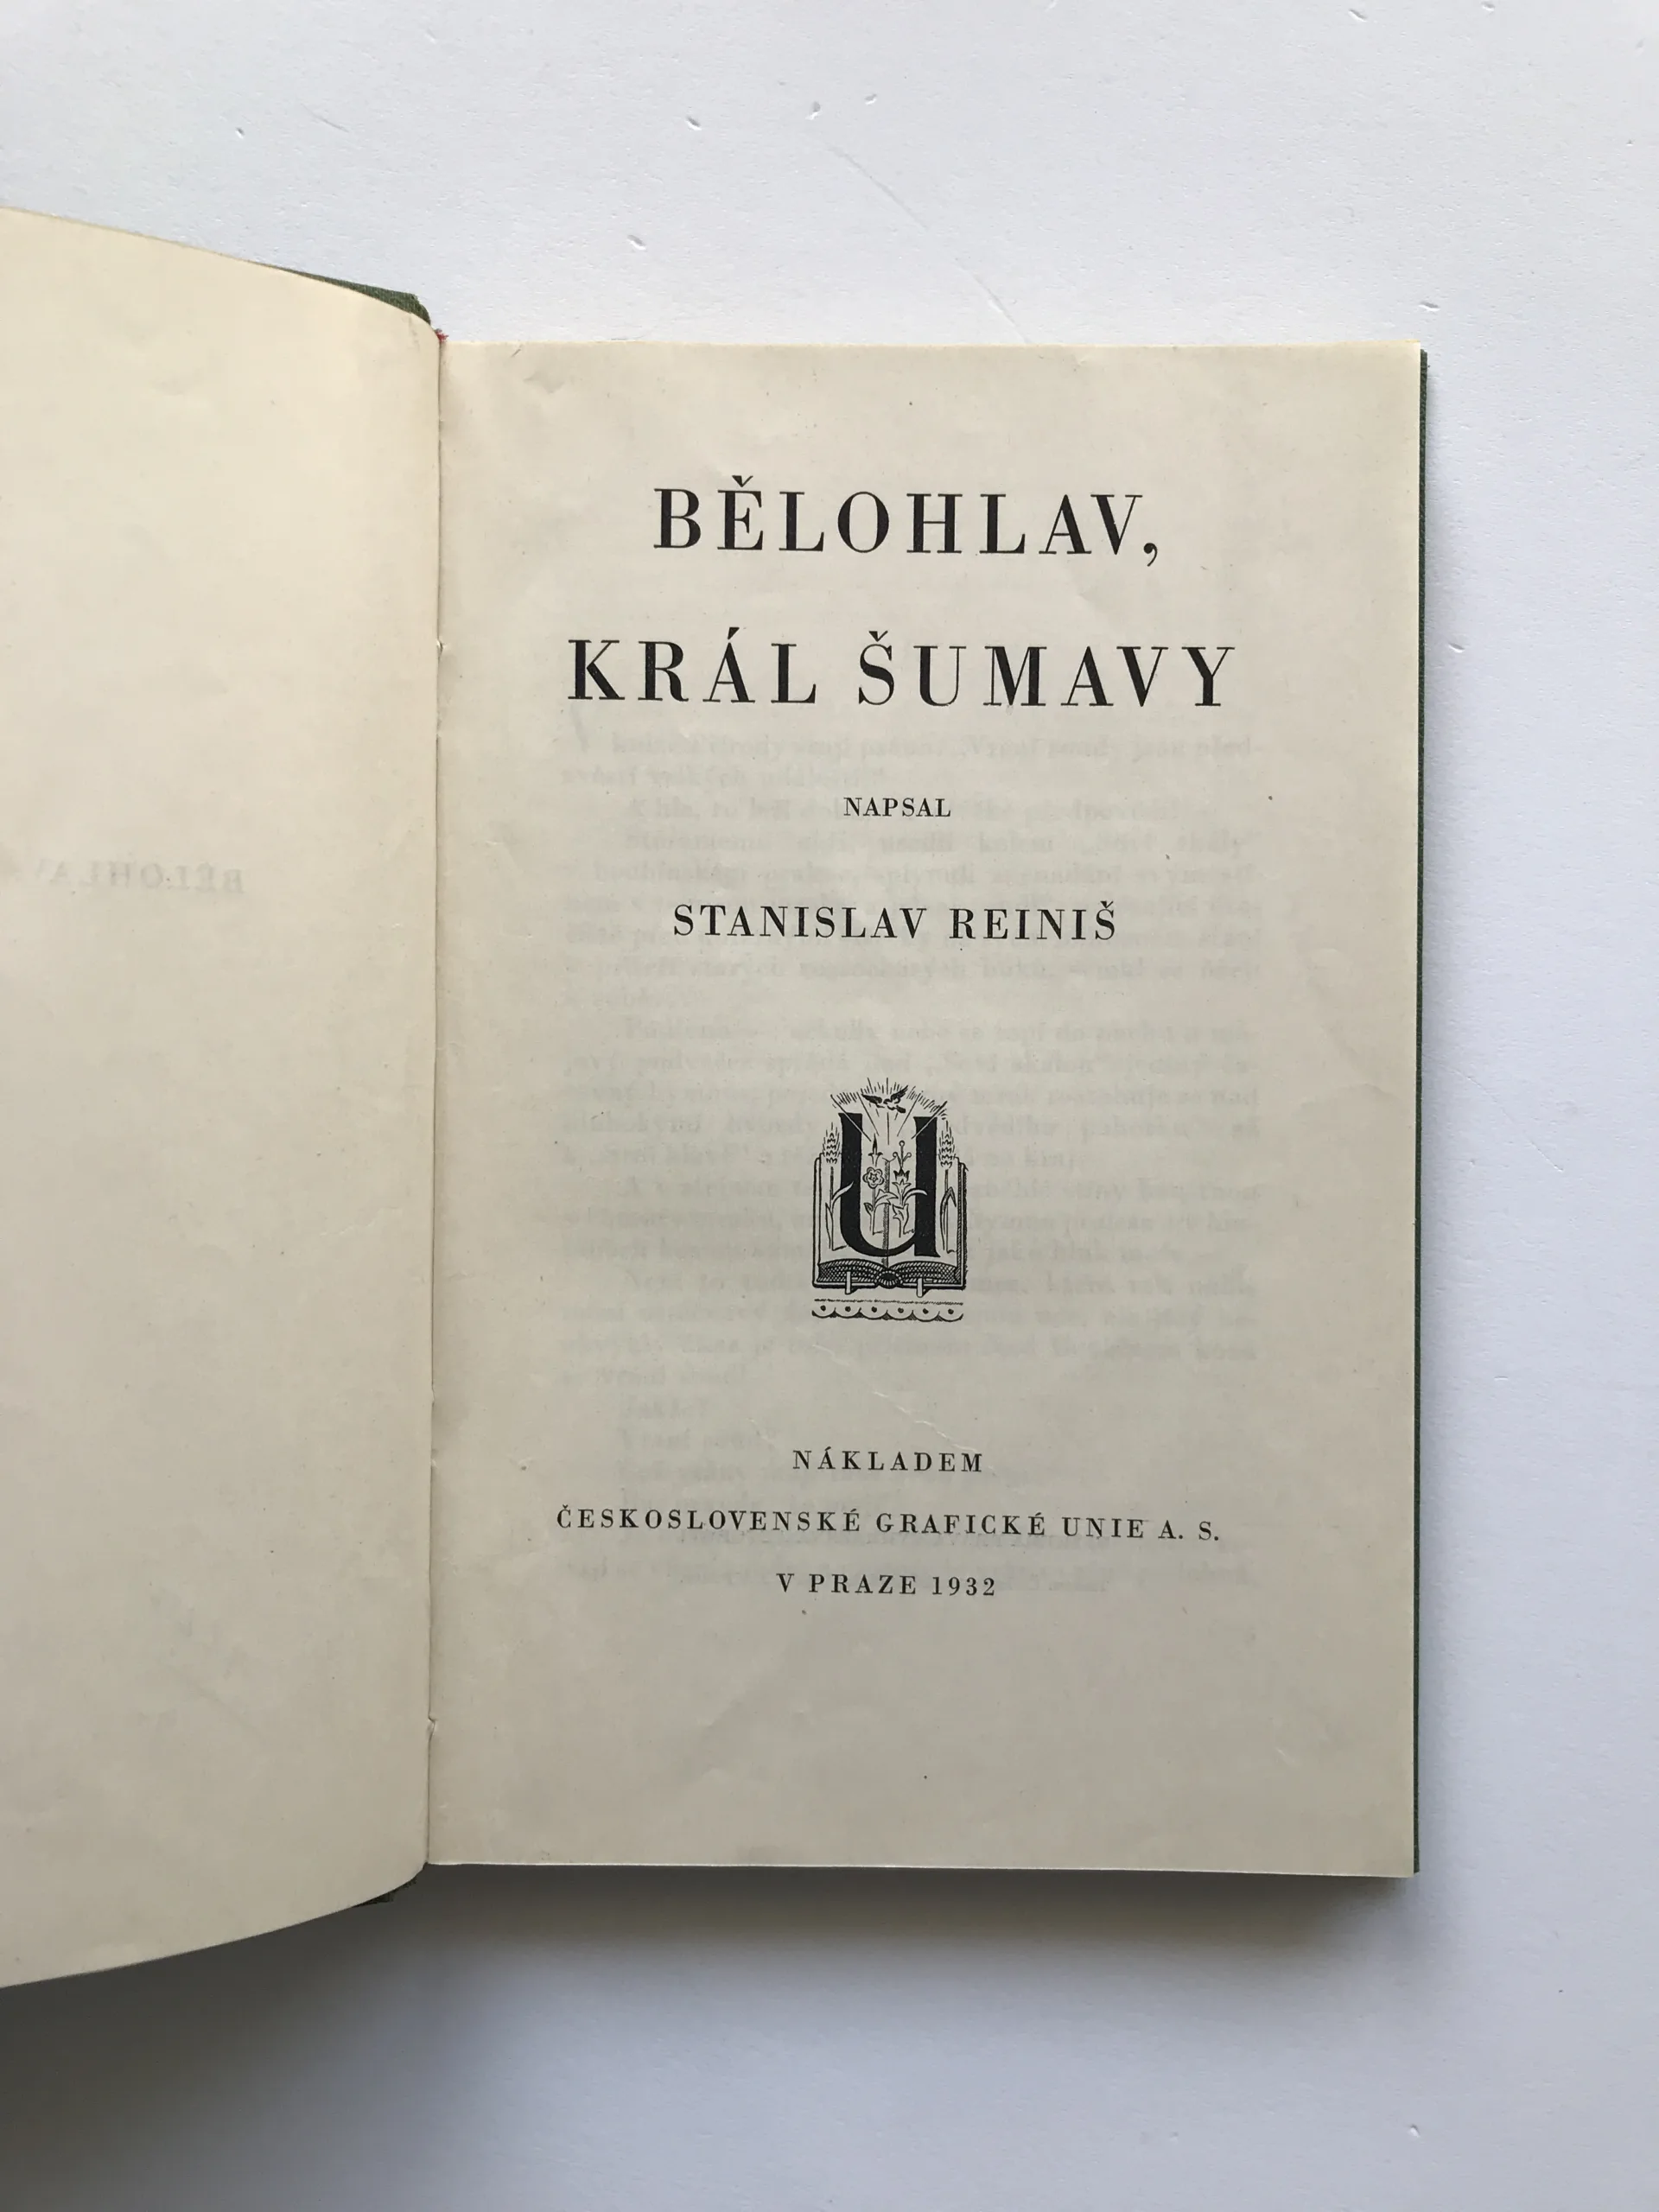 BĚLOHLAV,
KRÁL ŠUMAVY
NAPSAL
STANISLAV REINIŠ
U
NÁKLADEM
ČESKOSLOVENSKÉ GRAFICKÉ UNIE A. S.
V PRAZE 1932